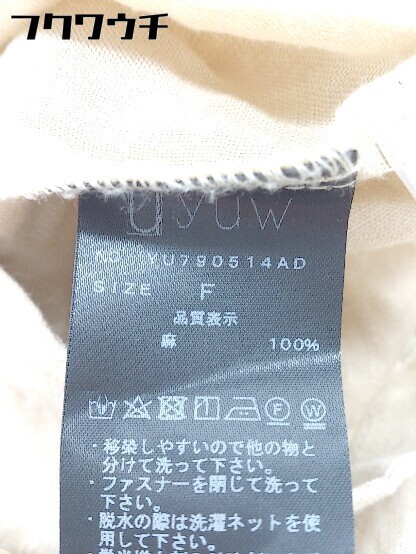 フクワウチ
yuw
NO. YU790514AD
SIZE F
品質表示
麻 100%
F W
・移染しやすいので他の物と
分けて洗って下さい。
・ファスナーを閉じて洗って
下さい。
・脱水の際は洗濯ネットを使
用して下さい。